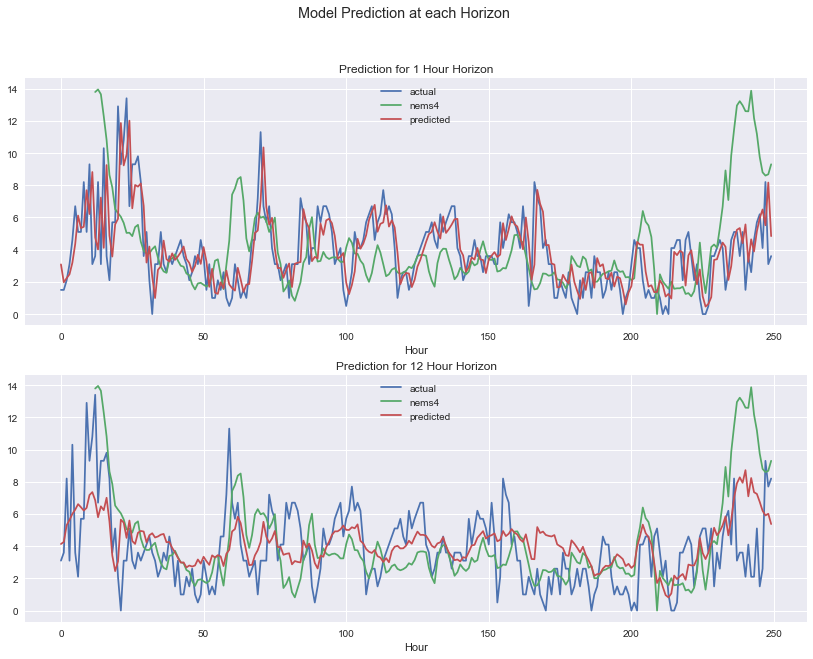 Model Prediction at each Horizon
Prediction for 1 Hour Horizon
14
12
10
8
6
4
2
0
actual
nems4
predicted
0 50 100 150 200 250
Hour
Prediction for 12 Hour Horizon
14
12
10
8
6
4
2
0
actual
nems4
predicted
0 50 100 150 200 250
Hour